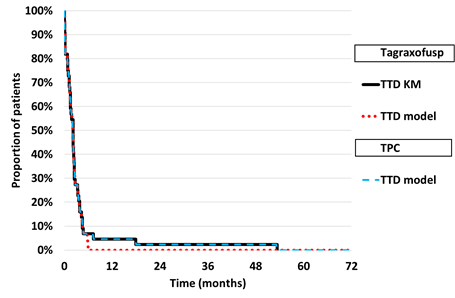 100%
90%
80%
70%
60%
50%
40%
30%
20%
10%
0%
Proportion of patients
0 12 24 36 48 60 72
Time (months)
Tagraxofusp
TTD KM
TTD model
TPC
TTD model